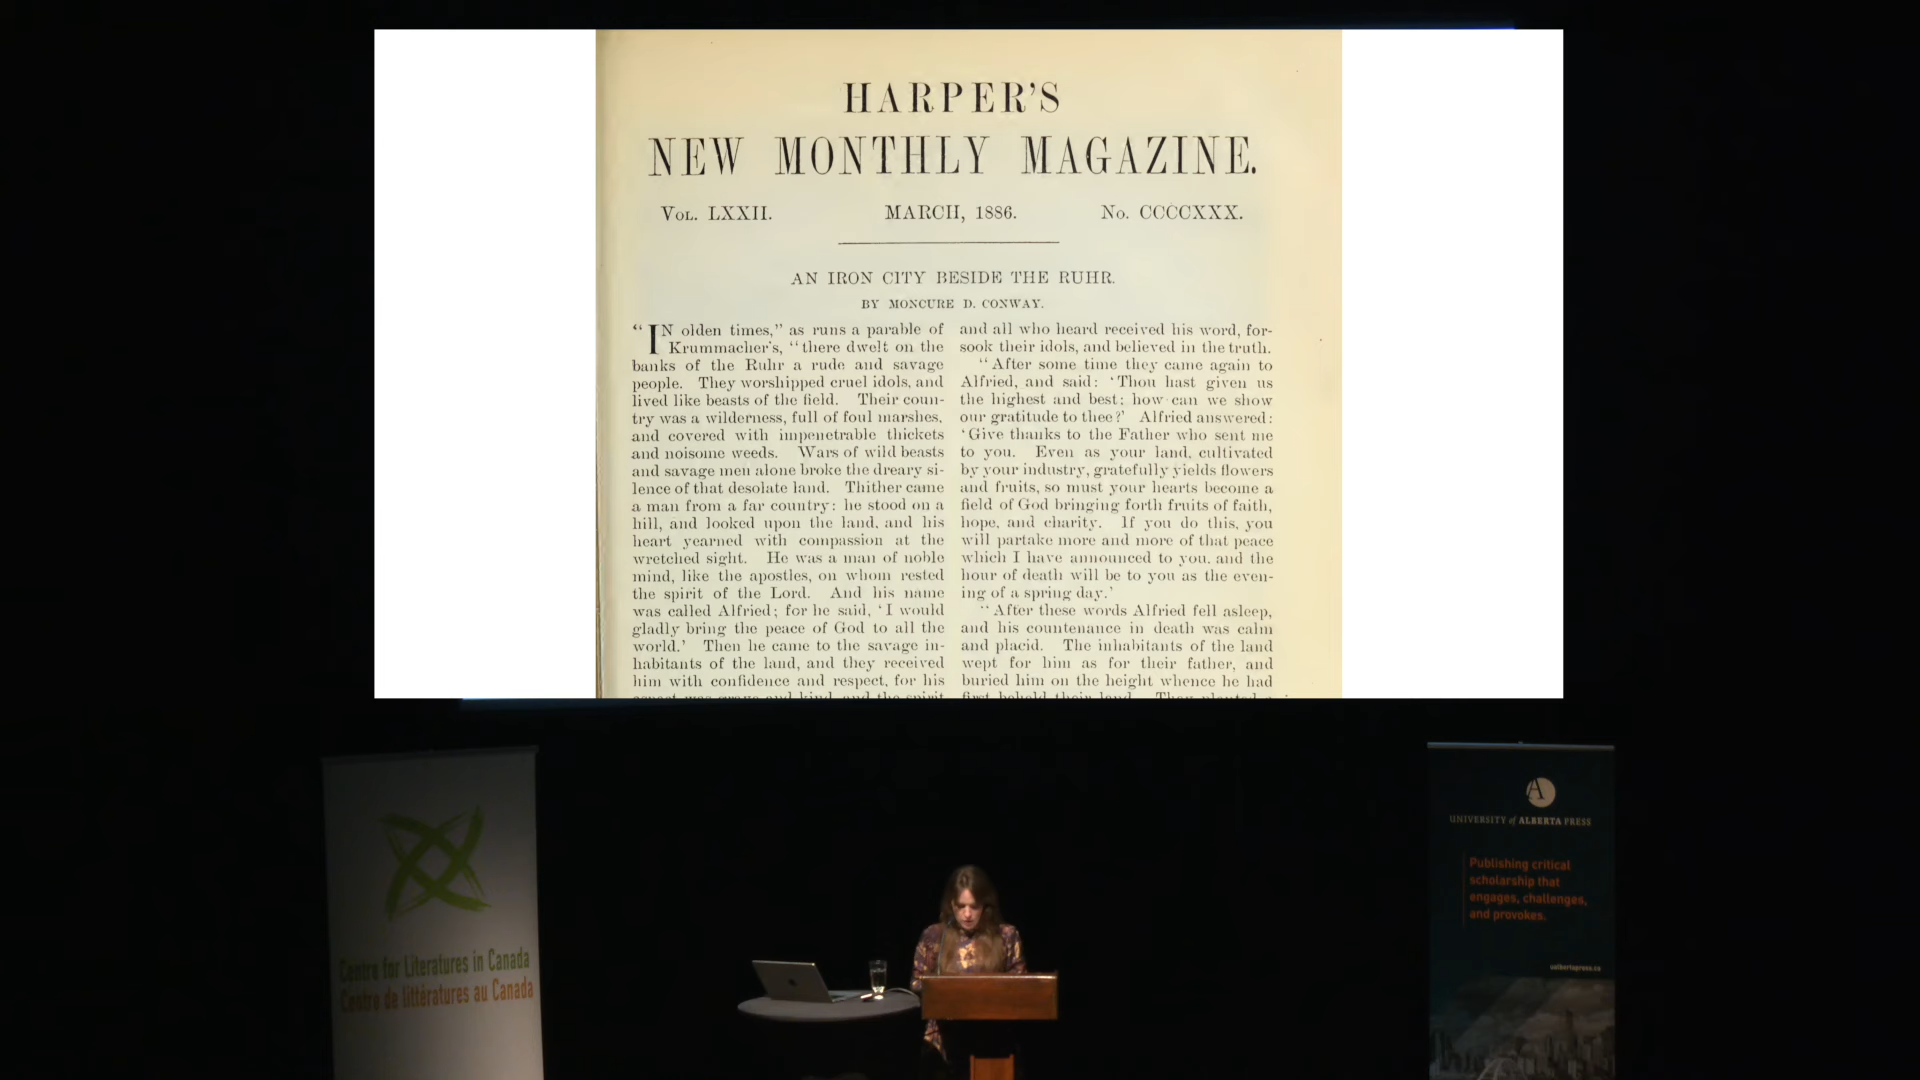 HARPER'S
NEW MONTHLY MAGAZINE.
VOL. LXXII. MARCH, 1886. No. CCCCXXX.
AN IRON CITY BESIDE THE RUHR.
BY MONCURE D. CONWAY.
“IN olden times,” as runs a parable of
Krummacher's, “there dwelt on the
banks of the Ruhr a rude and savage
people. They worshipped cruel idols, and
lived like beasts of the field. Their coun-
try was a wilderness, full of foul marshes,
and covered with impenetrable thickets
and noisome weeds. Wars of wild beasts
and savage men alone broke the dreary si-
lence of that desolate land. Thither came
a man from a far country: he stood on a
hill, and looked upon the land, and his
heart yearned with compassion at the
wretched sight. He was a man of noble
mind, like the apostles, on whom rested
the spirit of the Lord. And his name
was called Alfried; for he said, ‘I would
gladly bring the peace of God to all the
world.’ Then he came to the savage in-
habitants of the land, and they received
him with confidence and respect, for his
aspect was grave and kind, and the spirit
and all who heard received his word, for-
sook their idols, and believed in the truth.
“After some time they came again to
Alfried, and said: ‘Thou hast given us
the highest and best; how can we show
our gratitude to thee?’ Alfried answered:
‘Give thanks to the Father who sent me
to you. Even as your land, cultivated
by your industry, gratefully yields flowers
and fruits, so must your hearts become a
field of God bringing forth fruits of faith,
hope, and charity. If you do this, you
will partake more and more of that peace
which I have announced to you, and the
hour of death will be to you as the even-
ing of a spring day.’
“After these words Alfried fell asleep,
and his countenance in death was calm
and placid. The inhabitants of the land
wept for him as for their father, and
buried him on the height whence he had
first beheld their land. They planted a
Centre for Literatures in Canada
Centre de littératures au Canada
A
UNIVERSITY of ALBERTA PRESS
Publishing critical
scholarship that
engages, challenges,
and provokes.
ualbertapress.ca